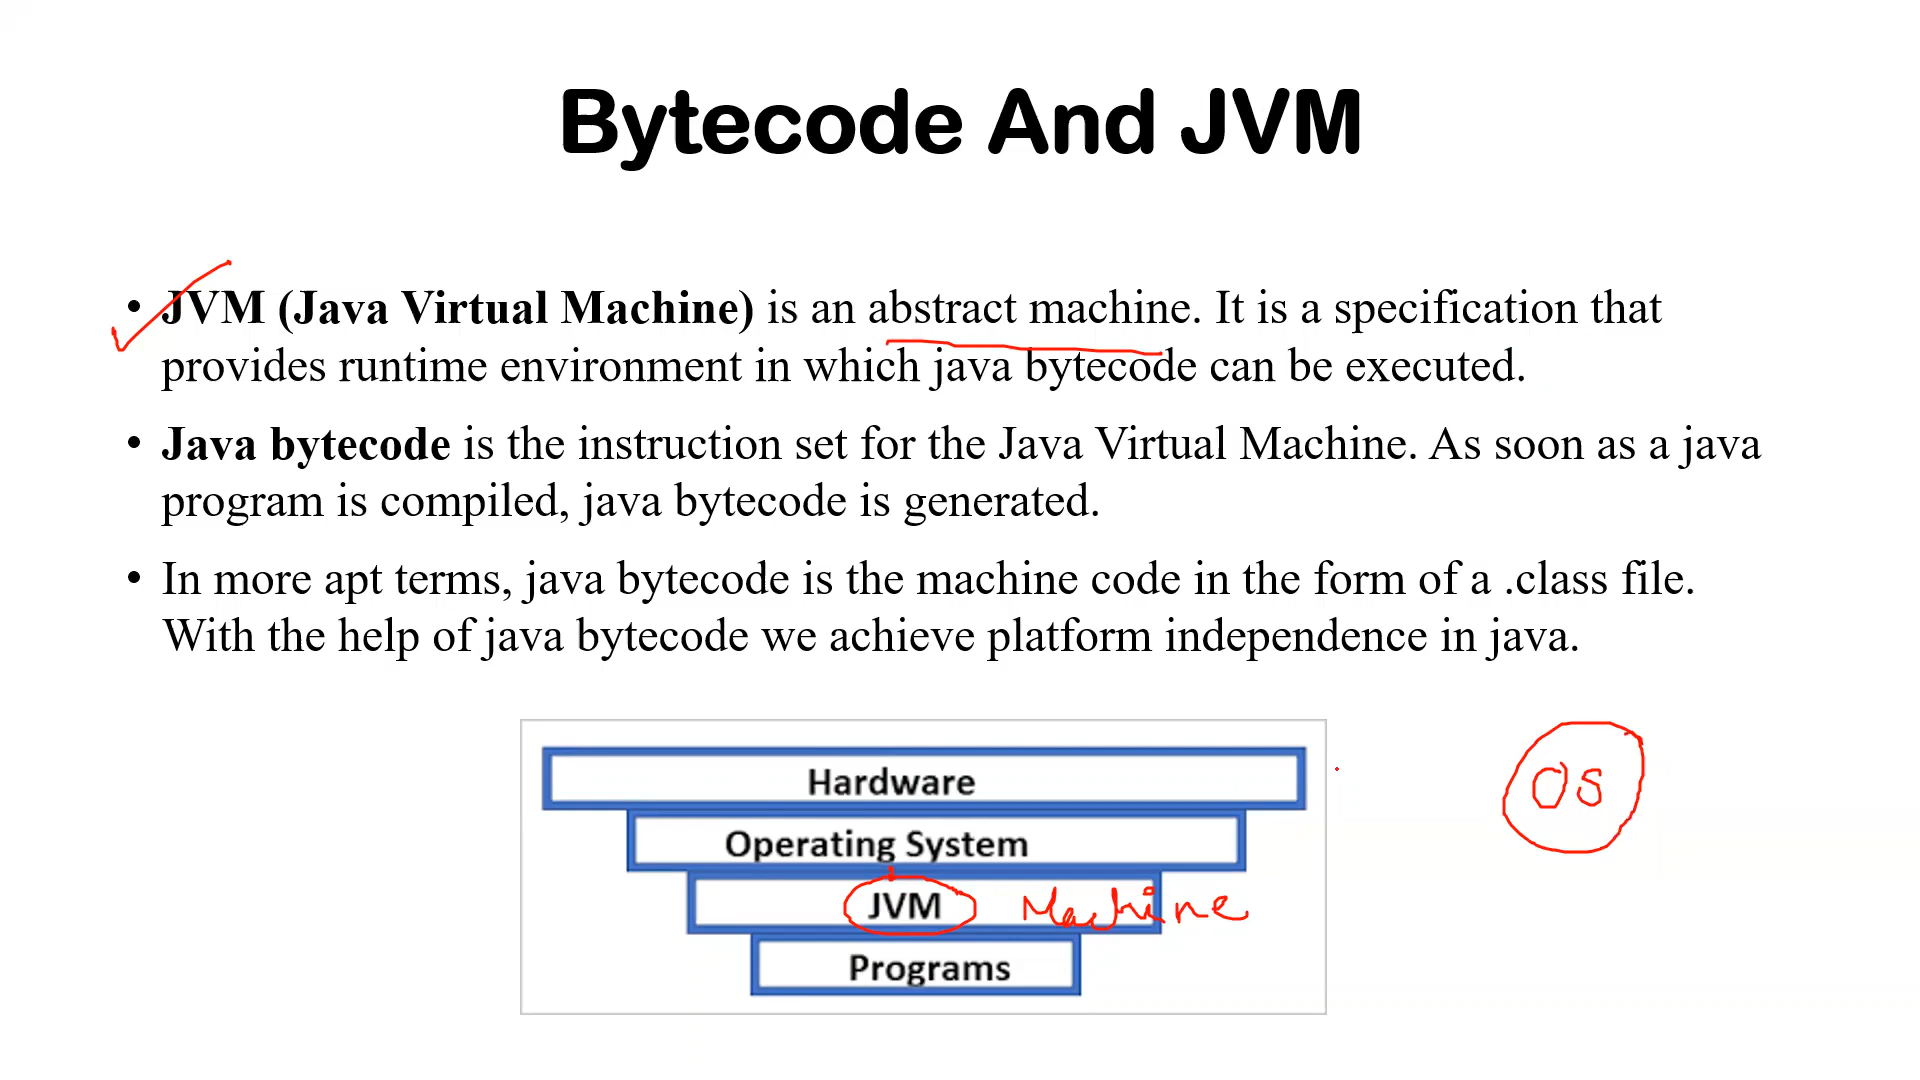 Bytecode And JVM
• JVM (Java Virtual Machine) is an abstract machine. It is a specification that
provides runtime environment in which java bytecode can be executed.
• Java bytecode is the instruction set for the Java Virtual Machine. As soon as a java
program is compiled, java bytecode is generated.
• In more apt terms, java bytecode is the machine code in the form of a .class file.
With the help of java bytecode we achieve platform independence in java.
Hardware
OS
Operating System
JVM Machine
Programs